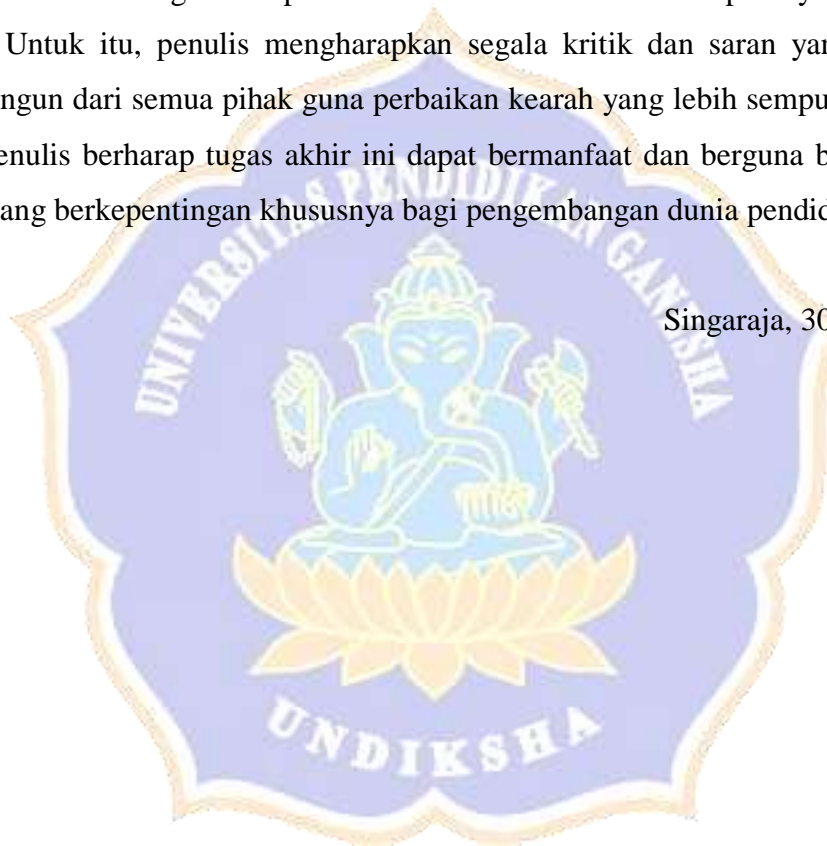 Untuk itu, penulis mengharapkan segala kritik dan saran yan
ngun dari semua pihak guna perbaikan kearah yang lebih sempu
enulis berharap tugas akhir ini dapat bermanfaat dan berguna b
ang berkepentingan khususnya bagi pengembangan dunia pendid
UNIVERSITAS PENDIDIKAN GANESHA
Singaraja, 30
UNDIKSHA